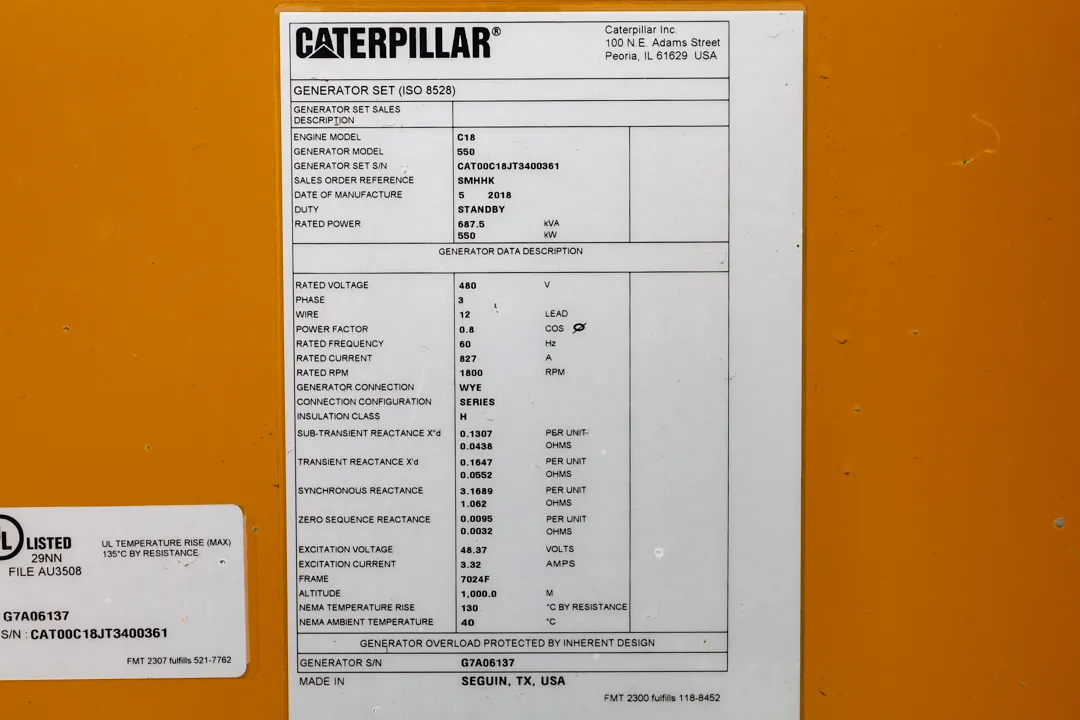 CATERPILLAR®
Caterpillar Inc.
100 N.E. Adams Street
Peoria, IL 61629 USA
GENERATOR SET (ISO 8528)
GENERATOR SET SALES
DESCRIPTION
ENGINE MODEL C18
GENERATOR MODEL 550
GENERATOR SET S/N CAT00C18JT3400361
SALES ORDER REFERENCE SMHHK
DATE OF MANUFACTURE 5 2018
DUTY STANDBY
RATED POWER 687.5 kVA
550 kW
GENERATOR DATA DESCRIPTION
RATED VOLTAGE 480 V
PHASE 3
WIRE 12 LEAD
POWER FACTOR 0.8 COS Ø
RATED FREQUENCY 60 Hz
RATED CURRENT 827 A
RATED RPM 1800 RPM
GENERATOR CONNECTION WYE
CONNECTION CONFIGURATION SERIES
INSULATION CLASS H
SUB-TRANSIENT REACTANCE X"d 0.1307 PER UNIT
0.0438 OHMS
TRANSIENT REACTANCE X'd 0.1647 PER UNIT
0.0552 OHMS
SYNCHRONOUS REACTANCE 3.1689 PER UNIT
1.062 OHMS
ZERO SEQUENCE REACTANCE 0.0095 PER UNIT
0.0032 OHMS
EXCITATION VOLTAGE 48.37 VOLTS
EXCITATION CURRENT 3.32 AMPS
FRAME 7024F
ALTITUDE 1,000.0 M
NEMA TEMPERATURE RISE 130 °C BY RESISTANCE
NEMA AMBIENT TEMPERATURE 40 °C
GENERATOR OVERLOAD PROTECTED BY INHERENT DESIGN
GENERATOR S/N G7A06137
MADE IN SEGUIN, TX, USA
FMT 2300 fulfills 118-8452
UL LISTED
29NN
FILE AU3508
UL TEMPERATURE RISE (MAX)
135°C BY RESISTANCE
G7A06137
S/N : CAT00C18JT3400361
FMT 2307 fulfills 521-7762